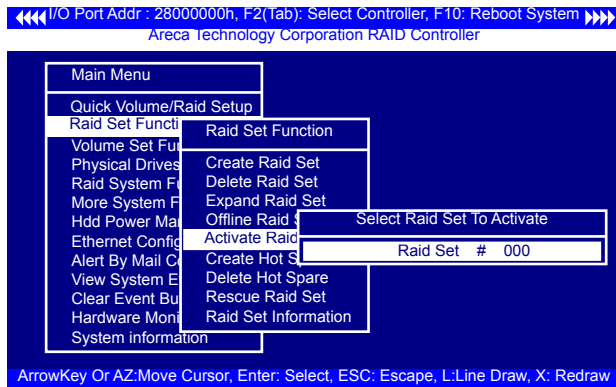 I/O Port Addr : 28000000h, F2(Tab): Select Controller, F10: Reboot System
Areca Technology Corporation RAID Controller
Main Menu
Quick Volume/Raid Setup
Raid Set Functi
Volume Set Fun
Physical Drives
Raid System Fu
More System F
Hdd Power Man
Ethernet Config
Alert By Mail Co
View System E
Clear Event Bu
Hardware Moni
System information
Raid Set Function
Create Raid Set
Delete Raid Set
Expand Raid Set
Offline Raid S
Activate Raid
Create Hot Sp
Delete Hot Spare
Rescue Raid Set
Raid Set Information
Select Raid Set To Activate
Raid Set # 000
ArrowKey Or AZ:Move Cursor, Enter: Select, ESC: Escape, L:Line Draw, X: Redraw